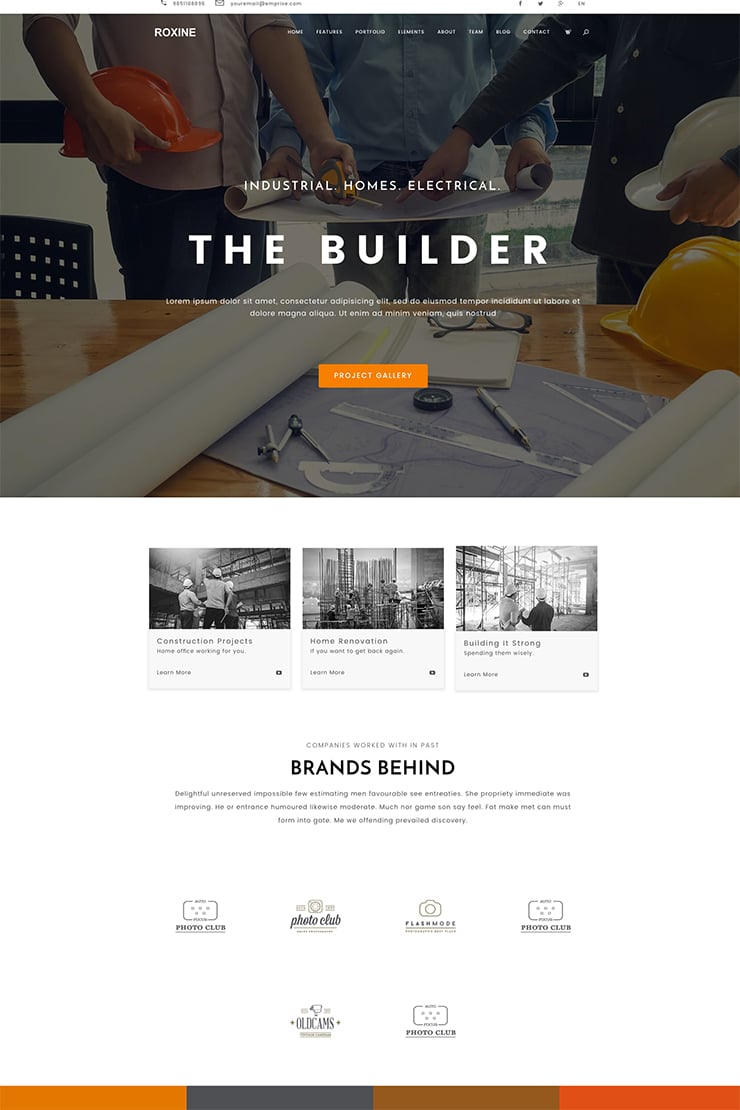 9851108896 youremail@emprise.com EN
ROXINE HOME FEATURES PORTFOLIO ELEMENTS ABOUT TEAM BLOG CONTACT
INDUSTRIAL. HOMES. ELECTRICAL.
THE BUILDER
Lorem ipsum dolor sit amet, consectetur adipisicing elit, sed do eiusmod tempor incididunt ut labore et
dolore magna aliqua. Ut enim ad minim veniam, quis nostrud
PROJECT GALLERY
Construction Projects
Home office working for you.
Learn More
Home Renovation
If you want to get back again.
Learn More
Building it Strong
Spending them wisely.
Learn More
COMPANIES WORKED WITH IN PAST
BRANDS BEHIND
Delightful unreserved impossible few estimating men favourable see entreaties. She propriety immediate was
improving. He or entrance humoured likewise moderate. Much nor game son say feel. Fat make met can must
form into gate. Me we offending prevailed discovery.
AUTO
FOCUS
PHOTO CLUB
photo club
FLASHMODE
AUTO
FOCUS
PHOTO CLUB
OLDCAMS
AUTO
FOCUS
PHOTO CLUB